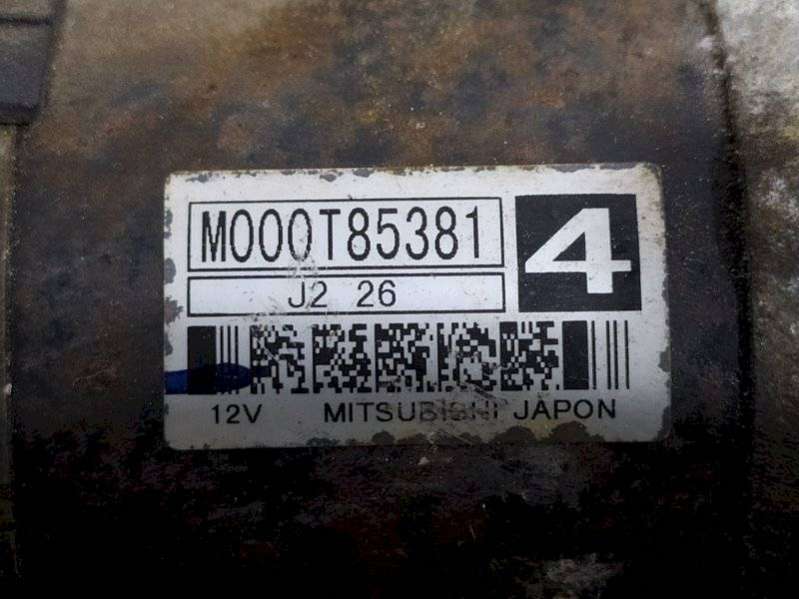 M000T85381
4
J2 26
12V MITSUBISHI JAPON